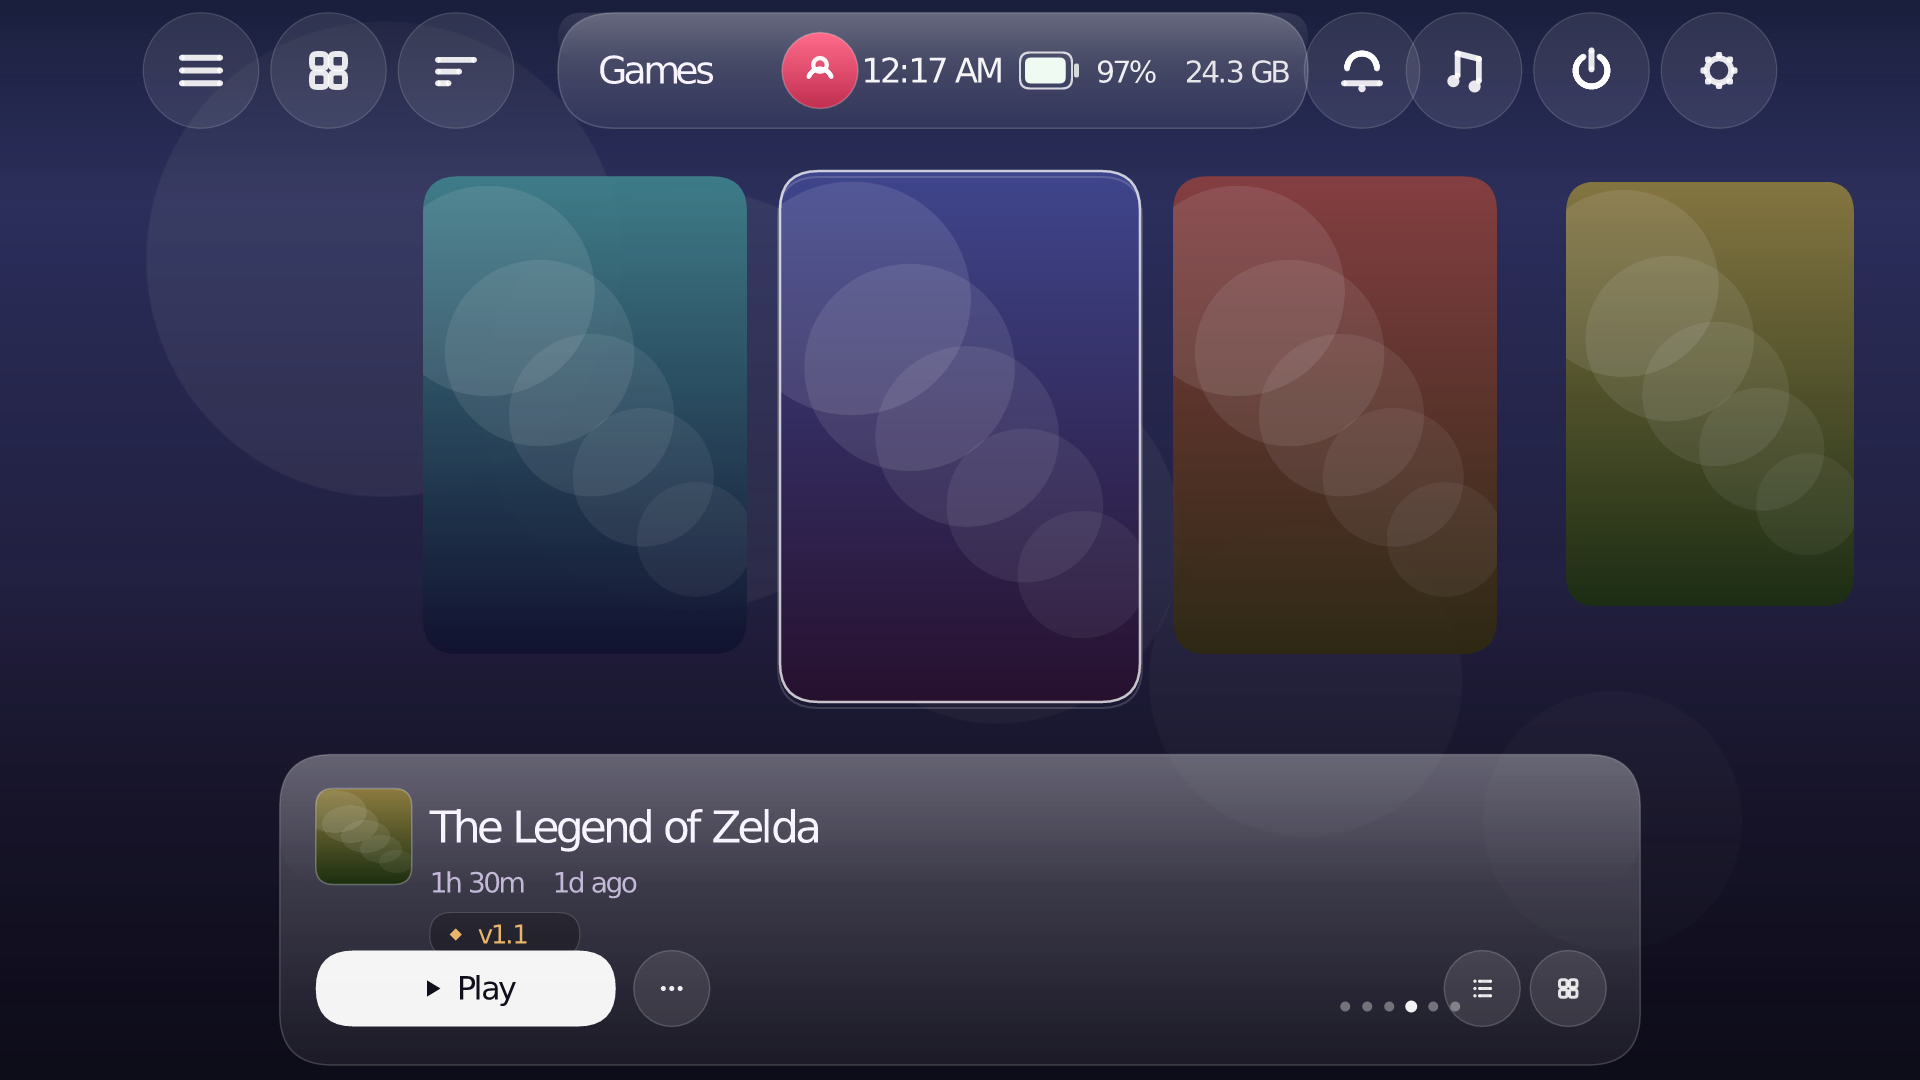 Games 12:17 AM 97% 24.3 GB
The Legend of Zelda
1h 30m 1d ago
v1.1
Play